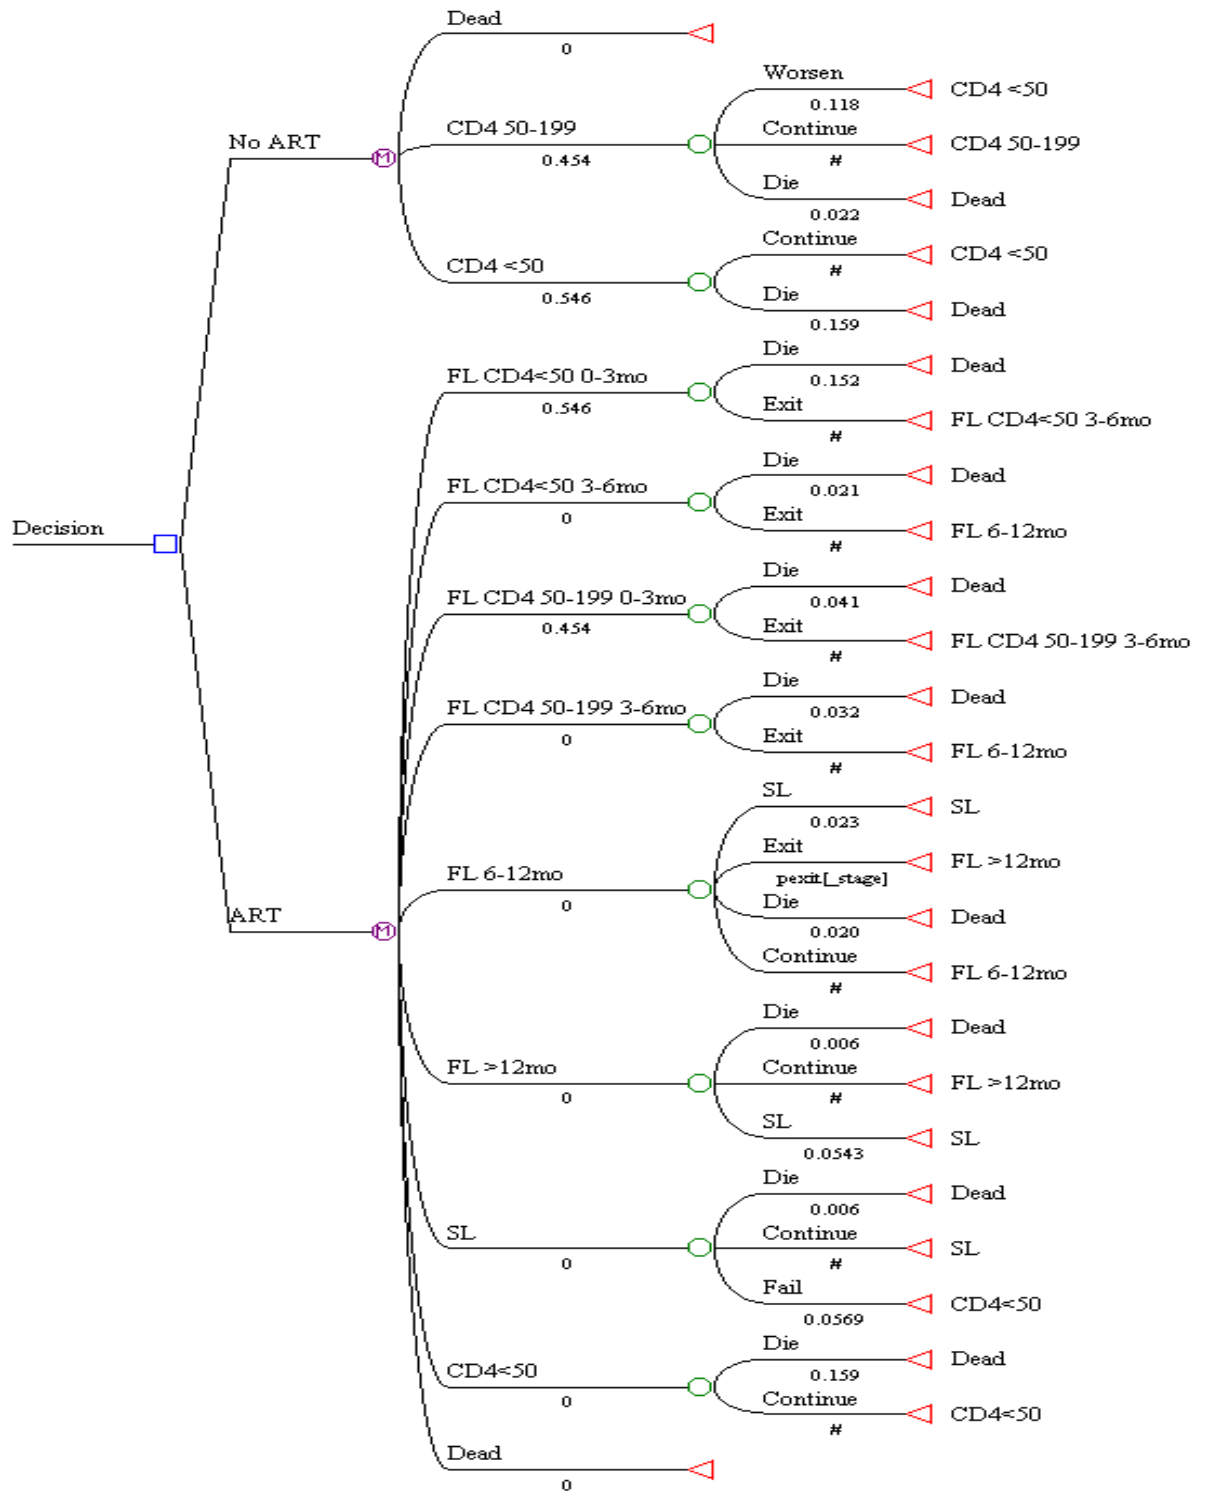 Dead
0
Worsen
CD4 <50
0.118
No ART
CD4 50-199
Continue
CD4 50-199
M
0.454
#
Die
Dead
0.022
Continue
CD4 <50
CD4 <50
#
0.546
Die
Dead
0.159
Die
Dead
FL CD4<50 0-3mo
0.152
0.546
Exit
FL CD4<50 3-6mo
#
Die
Dead
FL CD4<50 3-6mo
0.021
0
Exit
FL 6-12mo
#
Decision
Die
Dead
FL CD4 50-199 0-3mo
0.041
0.454
Exit
FL CD4 50-199 3-6mo
#
Die
Dead
FL CD4 50-199 3-6mo
0.032
0
Exit
FL 6-12mo
#
SL
SL
0.023
Exit
FL >12mo
FL 6-12mo
pexit[_stage]
0
Die
Dead
ART
0.020
M
Continue
FL 6-12mo
#
Die
Dead
0.006
FL >12mo
Continue
FL >12mo
0
#
SL
SL
0.0543
Die
Dead
0.006
SL
Continue
SL
0
#
Fail
CD4<50
0.0569
Die
Dead
CD4<50
0.159
0
Continue
CD4<50
#
Dead
0